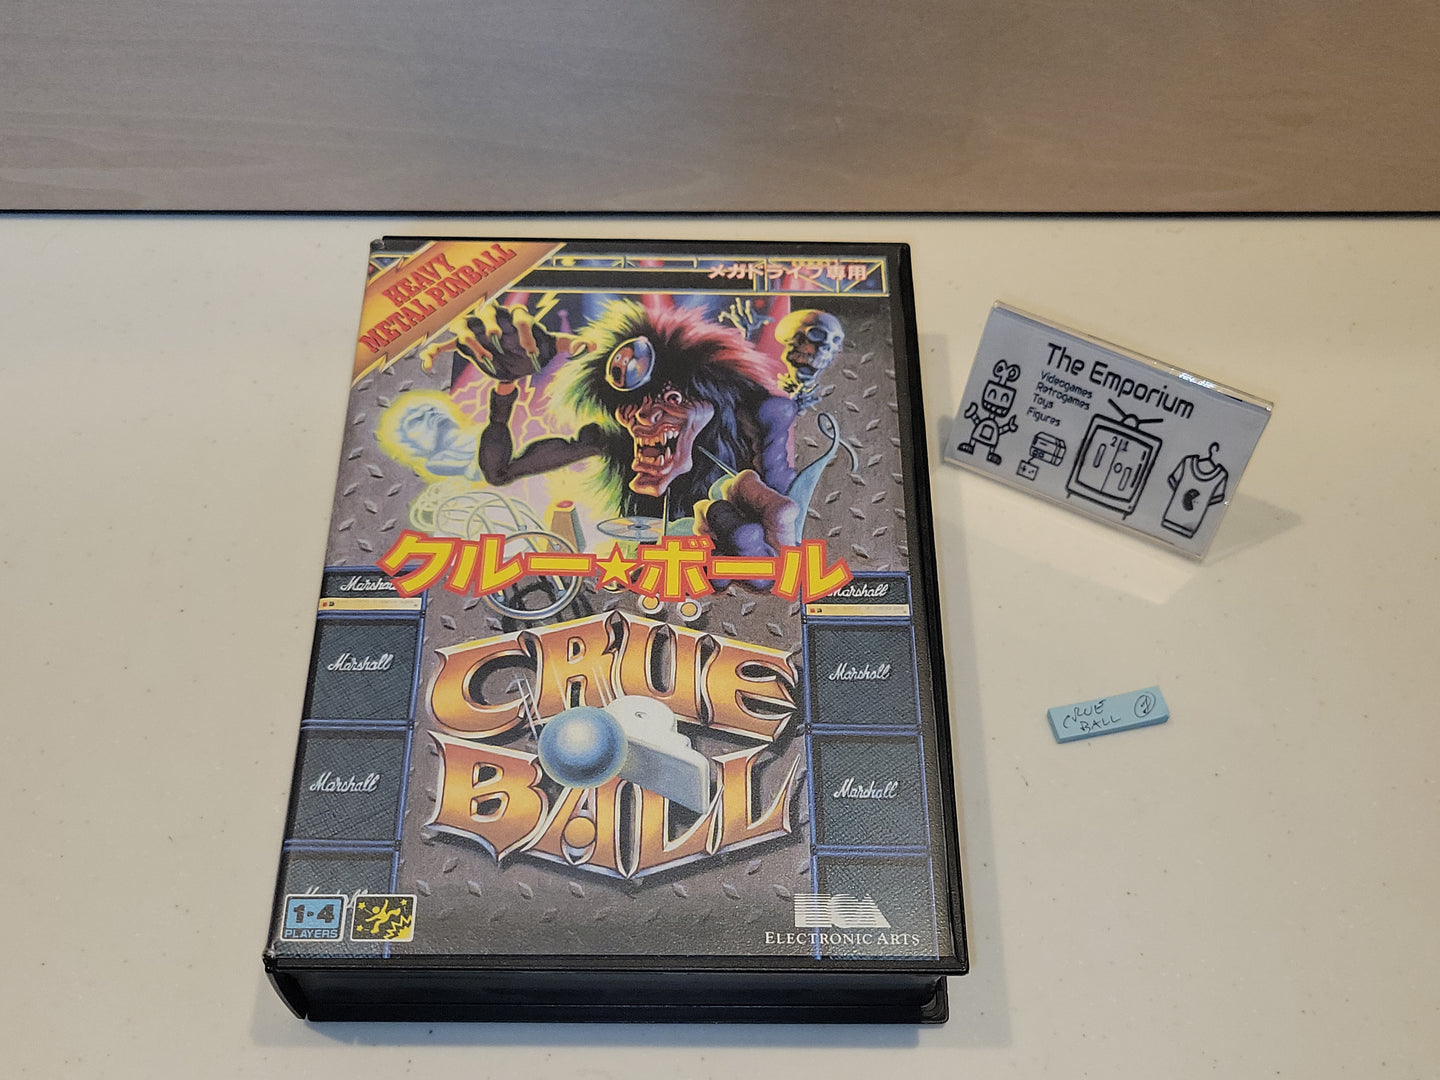 HEAVY
METAL PINBALL
メガドライブ専用
クルー★ボール
Marshall
Marshall
Marshall
Marshall
Marshall
Marshall
CRÜE
BALL
1-4
PLAYERS
ELECTRONIC ARTS
The Emporium
Videogames
Retrogames
Toys
Figures
CRUE
BALL